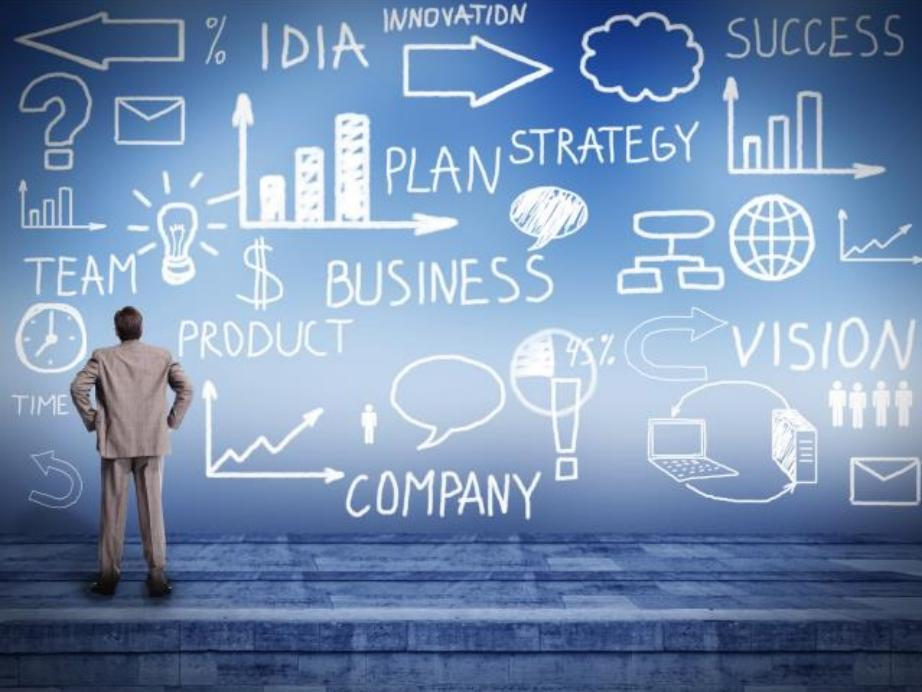 % IDIA
INNOVATION
SUCCESS
?
PLAN
STRATEGY
TEAM
$
BUSINESS
PRODUCT
45%
VISION
TIME
!
COMPANY